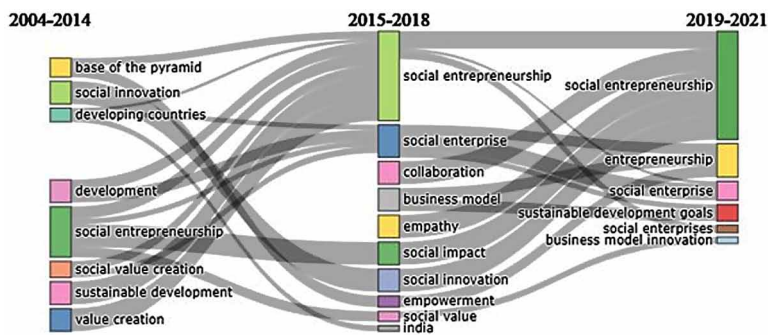 2004-2014
2015-2018
2019-2021
base of the pyramid
social innovation
developing countries
development
social entrepreneurship
social value creation
sustainable development
value creation
social entrepreneurship
social enterprise
collaboration
business model
empathy
social impact
social innovation
empowerment
social value
india
social entrepreneurship
entrepreneurship
social enterprise
sustainable development goals
social enterprises
business model innovation